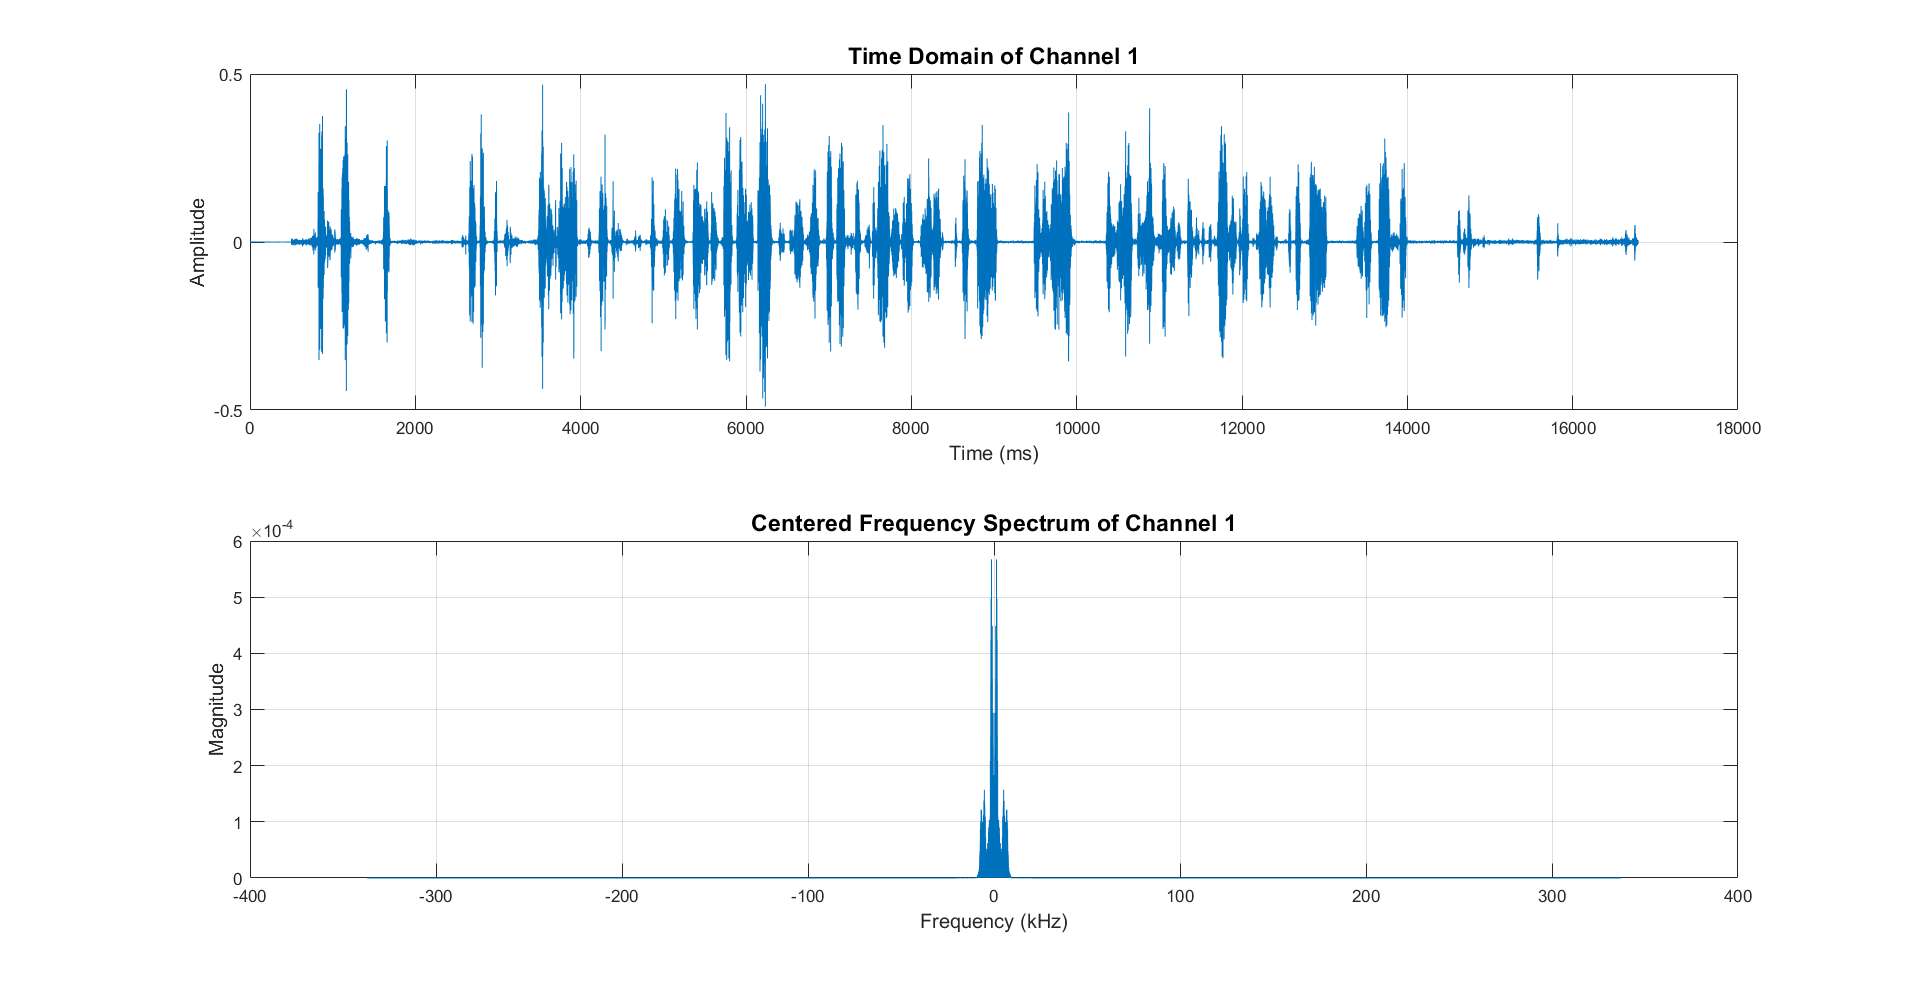 Time Domain of Channel 1
0.5
0
-0.5
Amplitude
0 2000 4000 6000 8000 10000 12000 14000 16000 18000
Time (ms)
Centered Frequency Spectrum of Channel 1
×10⁻⁴
6
5
4
3
2
1
0
Magnitude
-400 -300 -200 -100 0 100 200 300 400
Frequency (kHz)